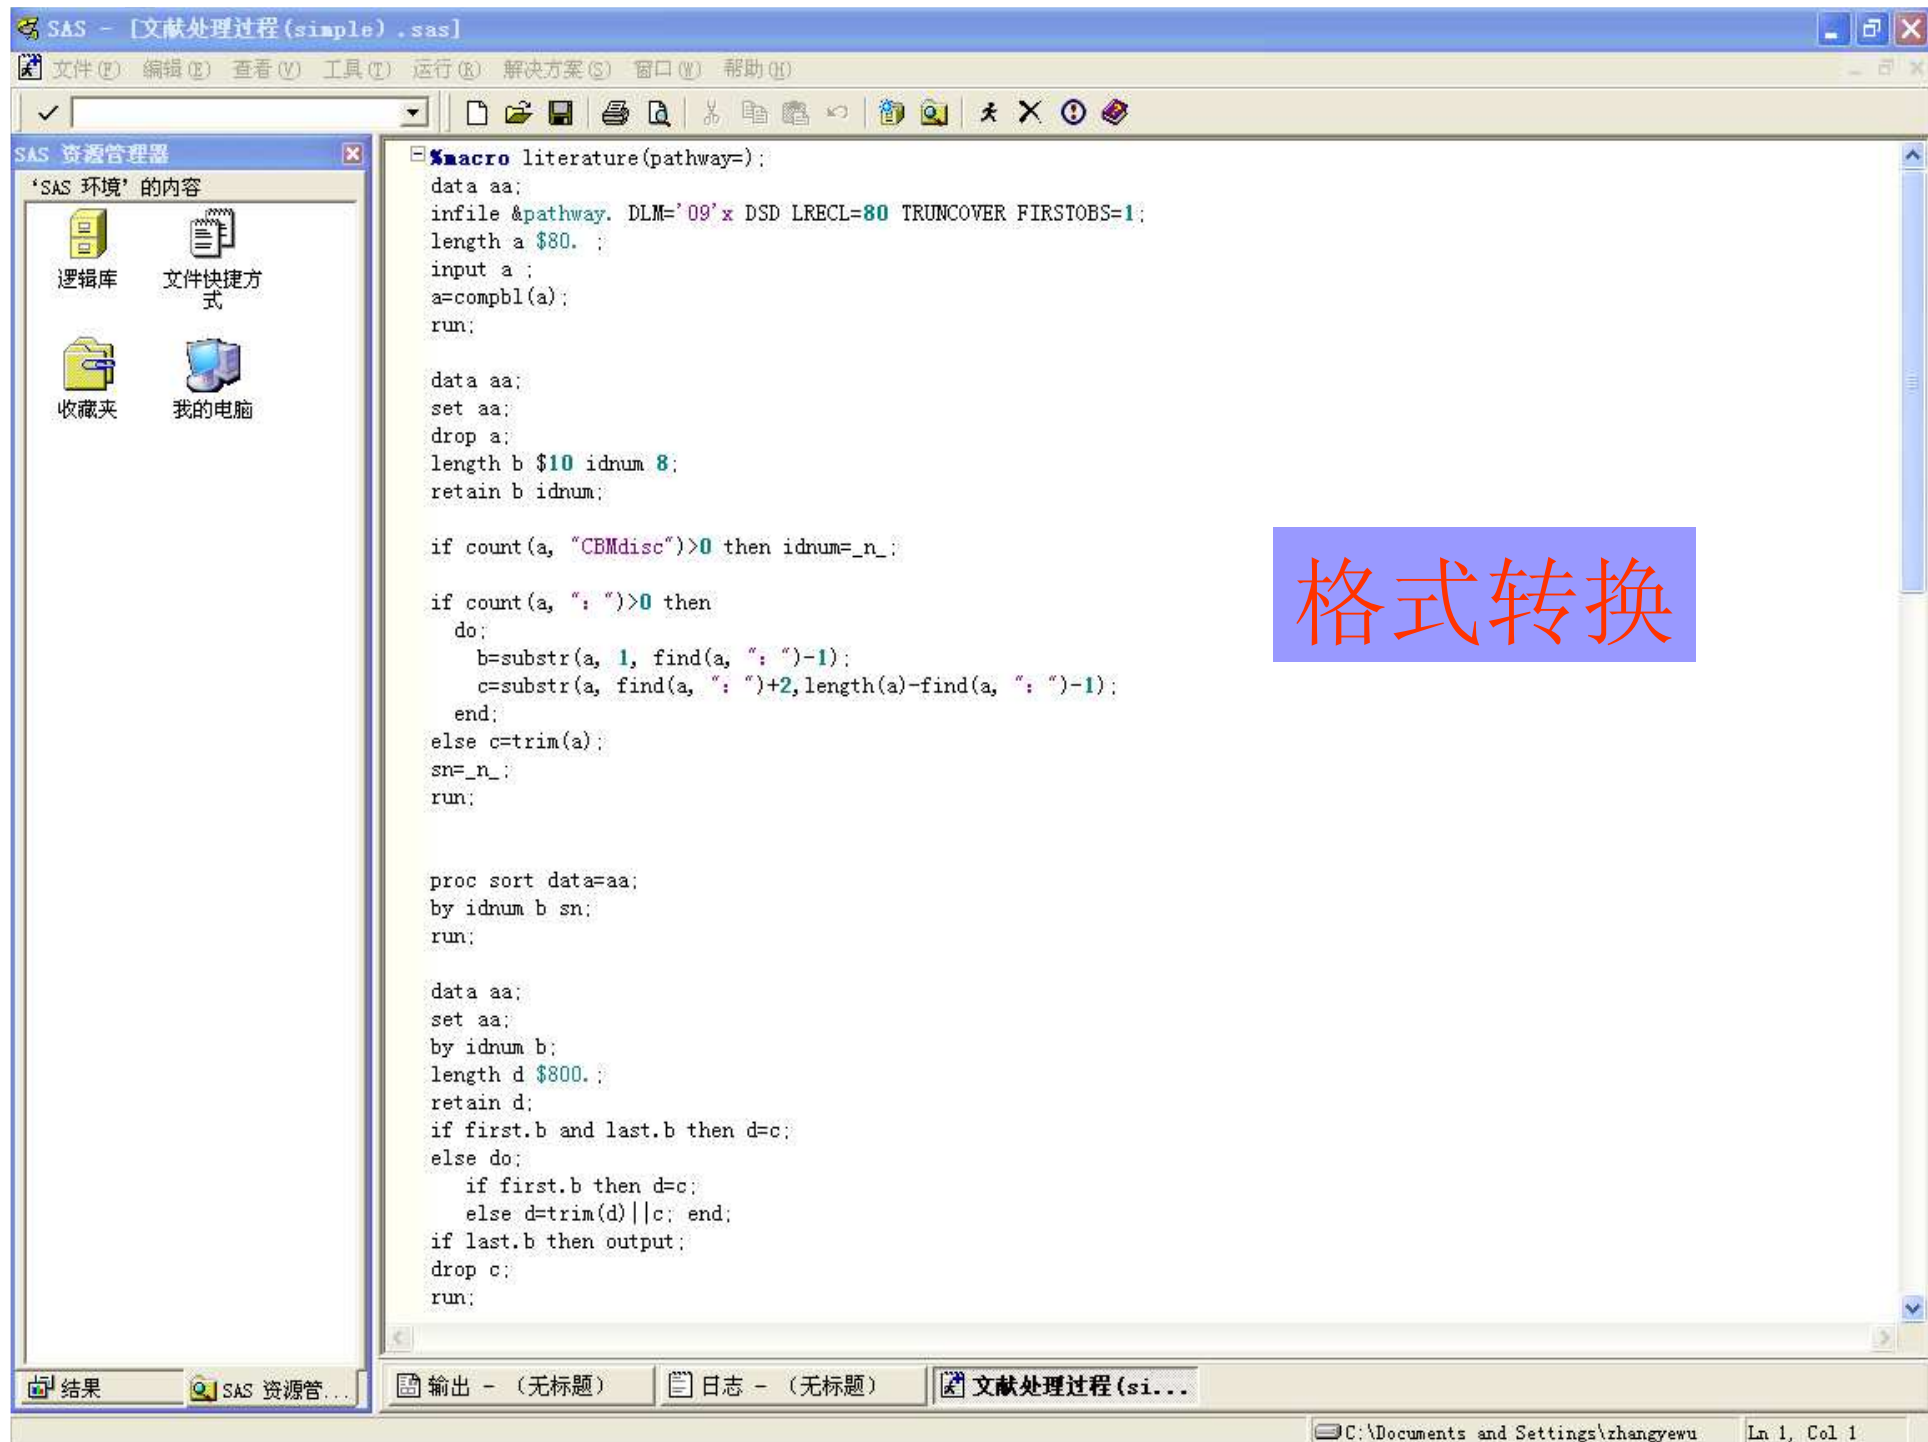 SAS - [文献处理过程(simple).sas]
文件(F) 编辑(E) 查看(V) 工具(T) 运行(R) 解决方案(S) 窗口(W) 帮助(H)
SAS 资源管理器
‘SAS 环境’的内容
逻辑库
文件快捷方
式
收藏夹
我的电脑
%macro literature(pathway=);
data aa;
infile &pathway. DLM='09'x DSD LRECL=80 TRUNCOVER FIRSTOBS=1;
length a $80. ;
input a ;
a=compbl(a);
run;
data aa;
set aa;
drop a;
length b $10 idnum 8;
retain b idnum;
if count(a, "CBMdisc")>0 then idnum=_n_;
if count(a, "：")>0 then
do;
b=substr(a, 1, find(a, "：")-1);
c=substr(a, find(a, "：")+2,length(a)-find(a, "：")-1);
end;
else c=trim(a);
sn=_n_;
run;
proc sort data=aa;
by idnum b sn;
run;
data aa;
set aa;
by idnum b;
length d $800.;
retain d;
if first.b and last.b then d=c;
else do;
if first.b then d=c;
else d=trim(d)||c; end;
if last.b then output;
drop c;
run;
格式转换
结果
SAS 资源管...
输出 - （无标题）
日志 - （无标题）
文献处理过程(si...
C:\Documents and Settings\zhangyewu
Ln 1, Col 1